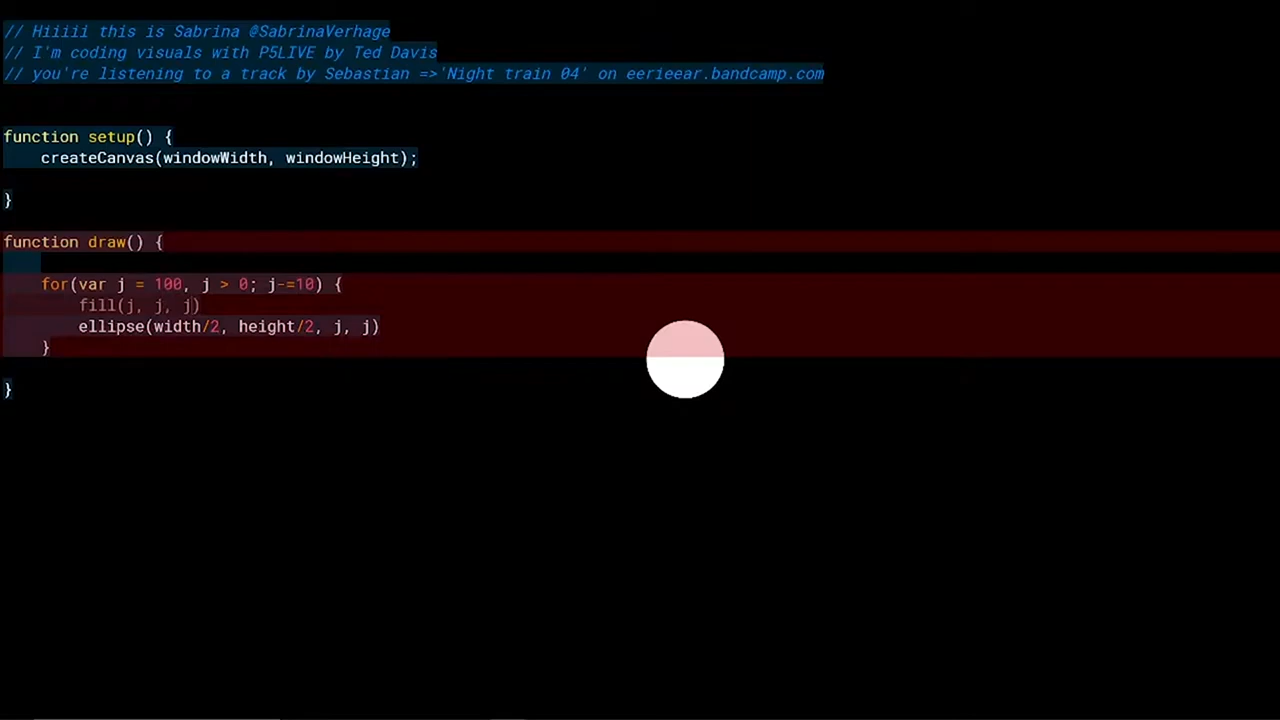 // Hiiiii this is Sabrina @SabrinaVerhage
// I'm coding visuals with P5LIVE by Ted Davis
// you're listening to a track by Sebastian =>'Night train 04' on eerieear.bandcamp.com
function setup() {
createCanvas(windowWidth, windowHeight);
}
function draw() {
for(var j = 100, j > 0; j-=10) {
fill(j, j, j)
ellipse(width/2, height/2, j, j)
}
}